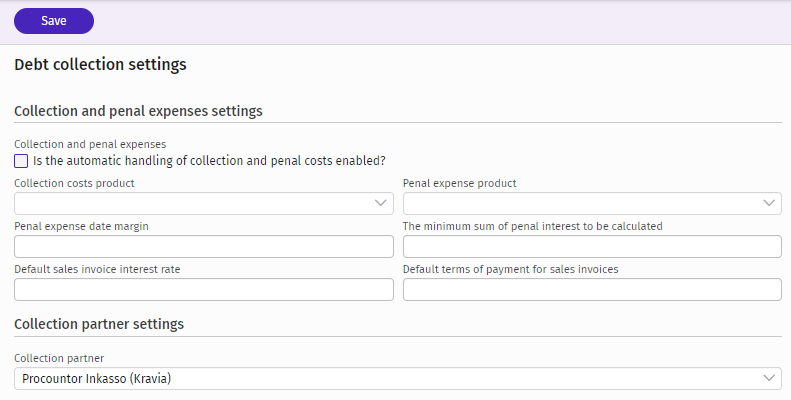 Save
Debt collection settings
Collection and penal expenses settings
Collection and penal expenses
Is the automatic handling of collection and penal costs enabled?
Collection costs product
Penal expense product
Penal expense date margin
The minimum sum of penal interest to be calculated
Default sales invoice interest rate
Default terms of payment for sales invoices
Collection partner settings
Collection partner
Procountor Inkasso (Kravia)